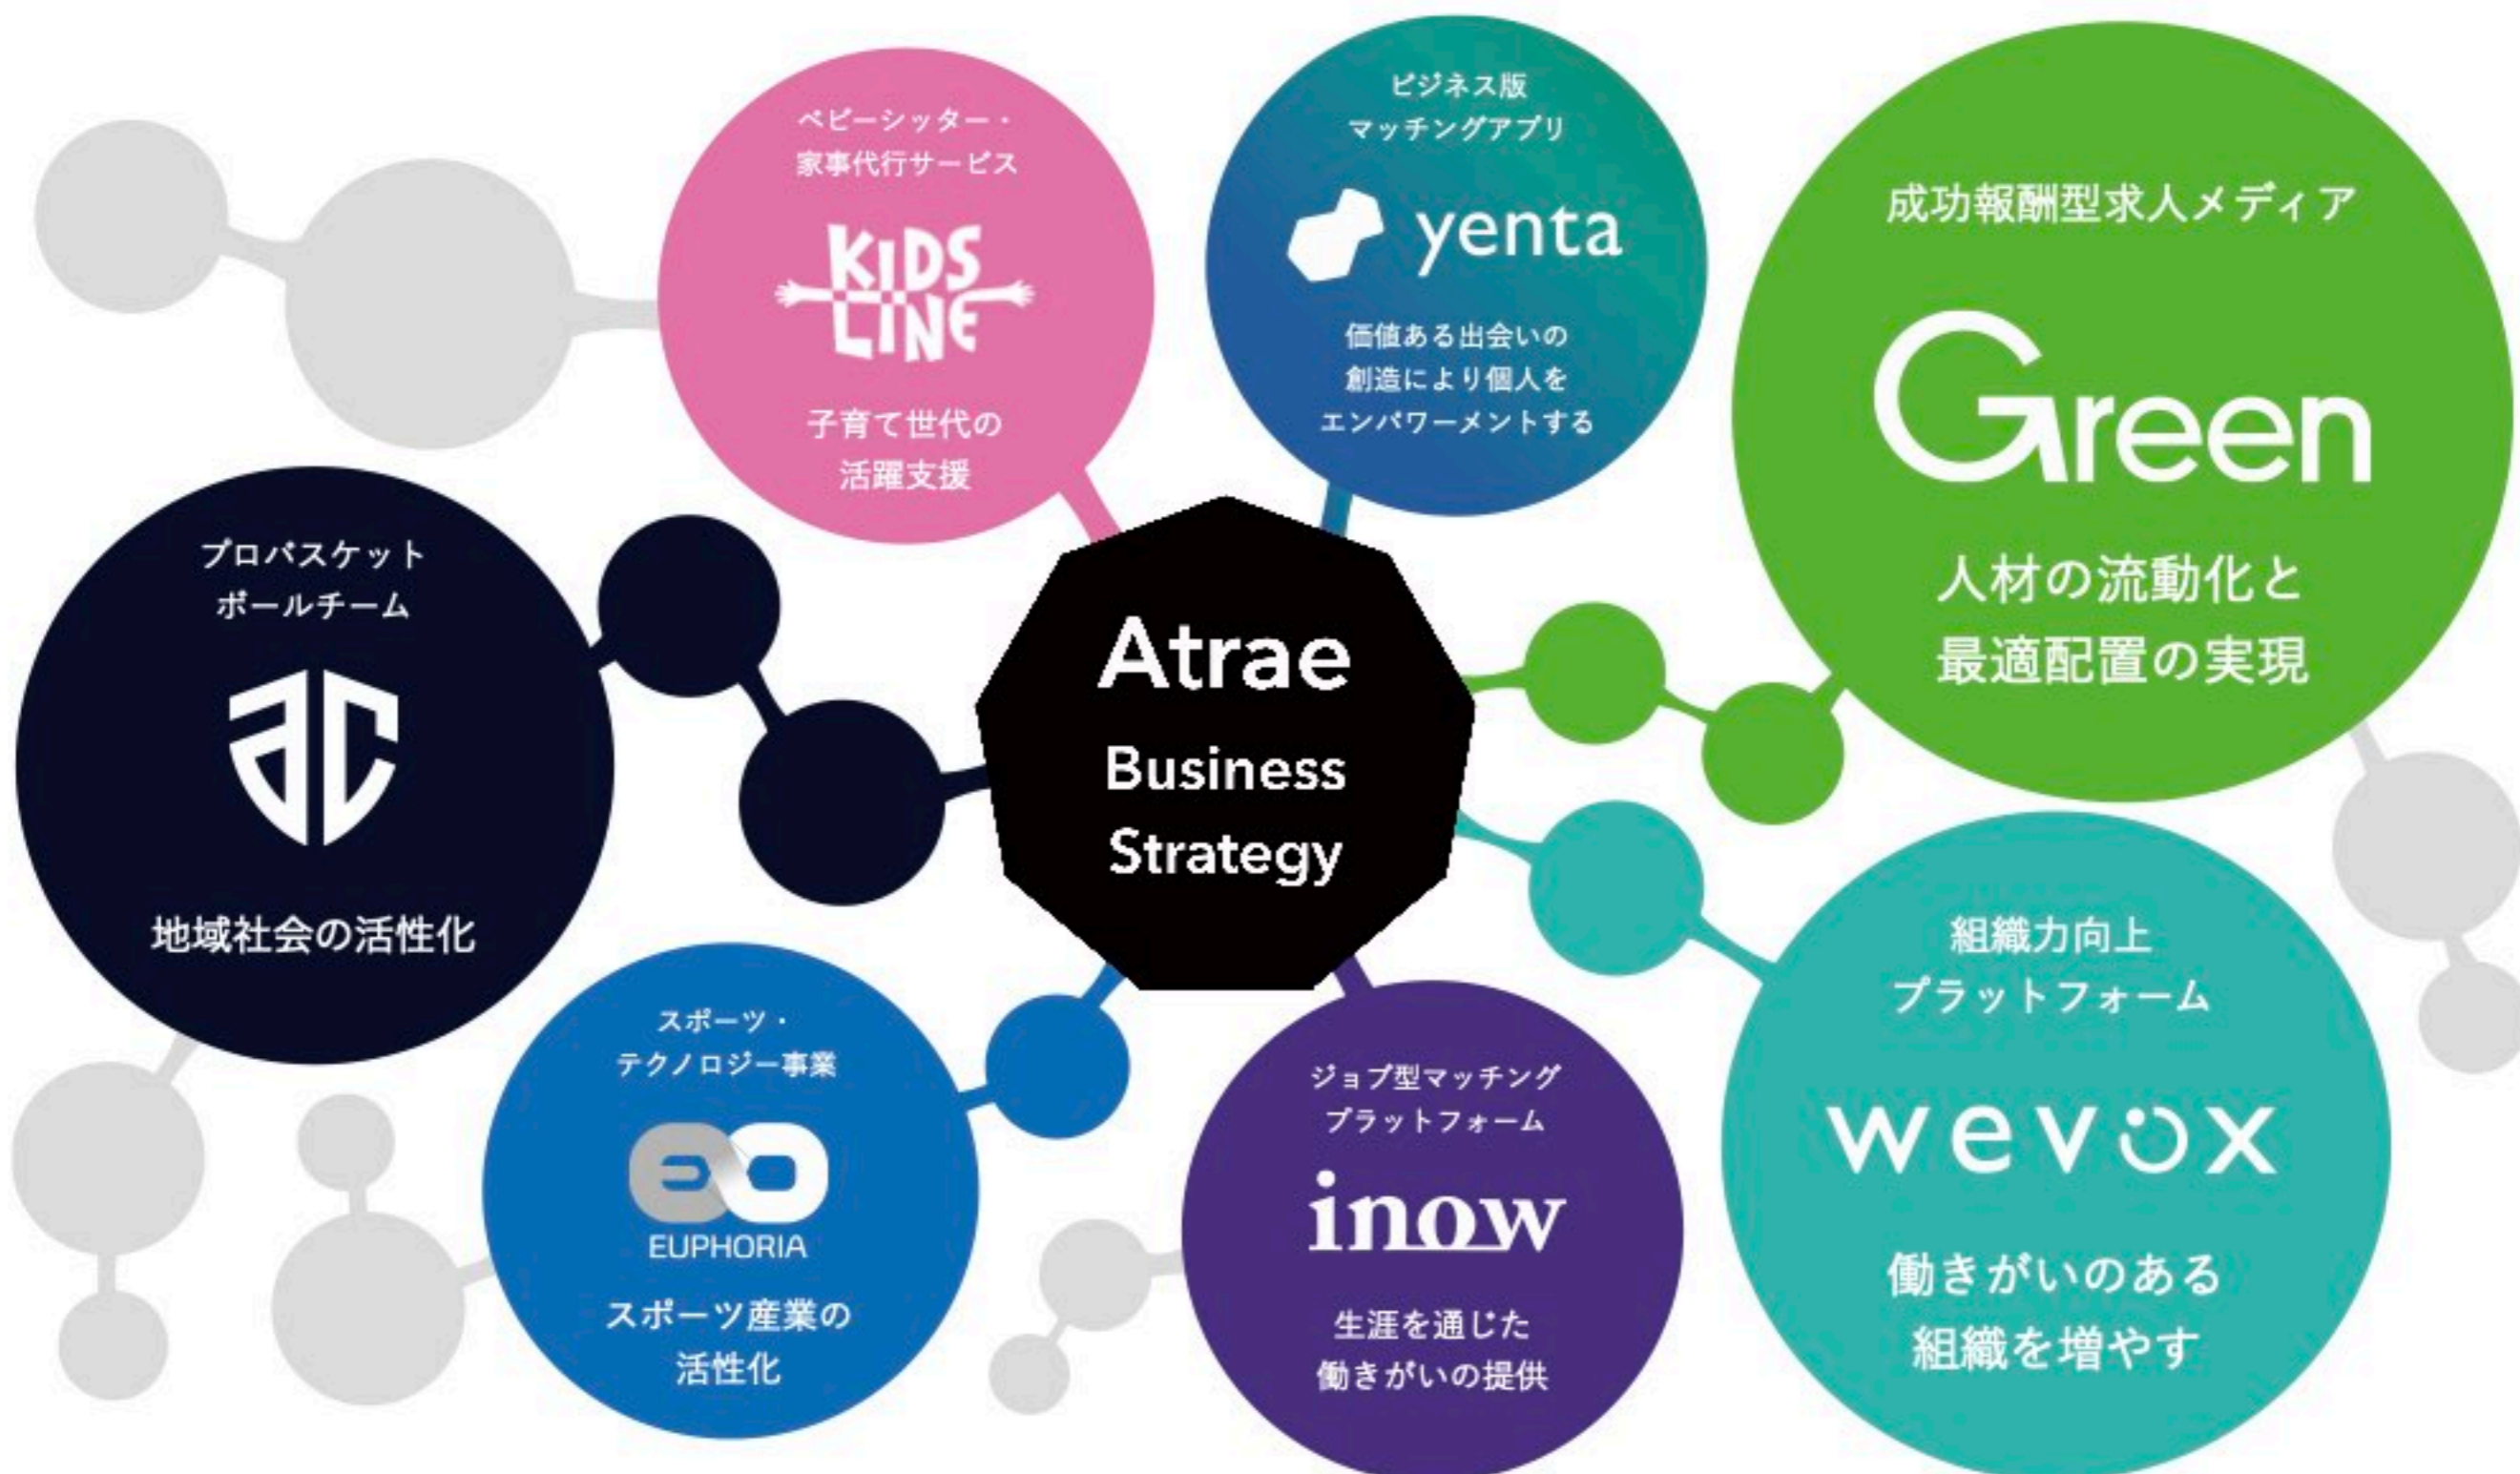 ベビーシッター・
家事代行サービス
KIDS
LINE
子育て世代の
活躍支援
ビジネス版
マッチングアプリ
yenta
価値ある出会いの
創造により個人を
エンパワーメントする
成功報酬型求人メディア
Green
人材の流動化と
最適配置の実現
プロバスケット
ボールチーム
ac
地域社会の活性化
Atrae
Business
Strategy
スポーツ・
テクノロジー事業
EUPHORIA
スポーツ産業の
活性化
ジョブ型マッチング
プラットフォーム
inow
生涯を通じた
働きがいの提供
組織力向上
プラットフォーム
wevox
働きがいのある
組織を増やす